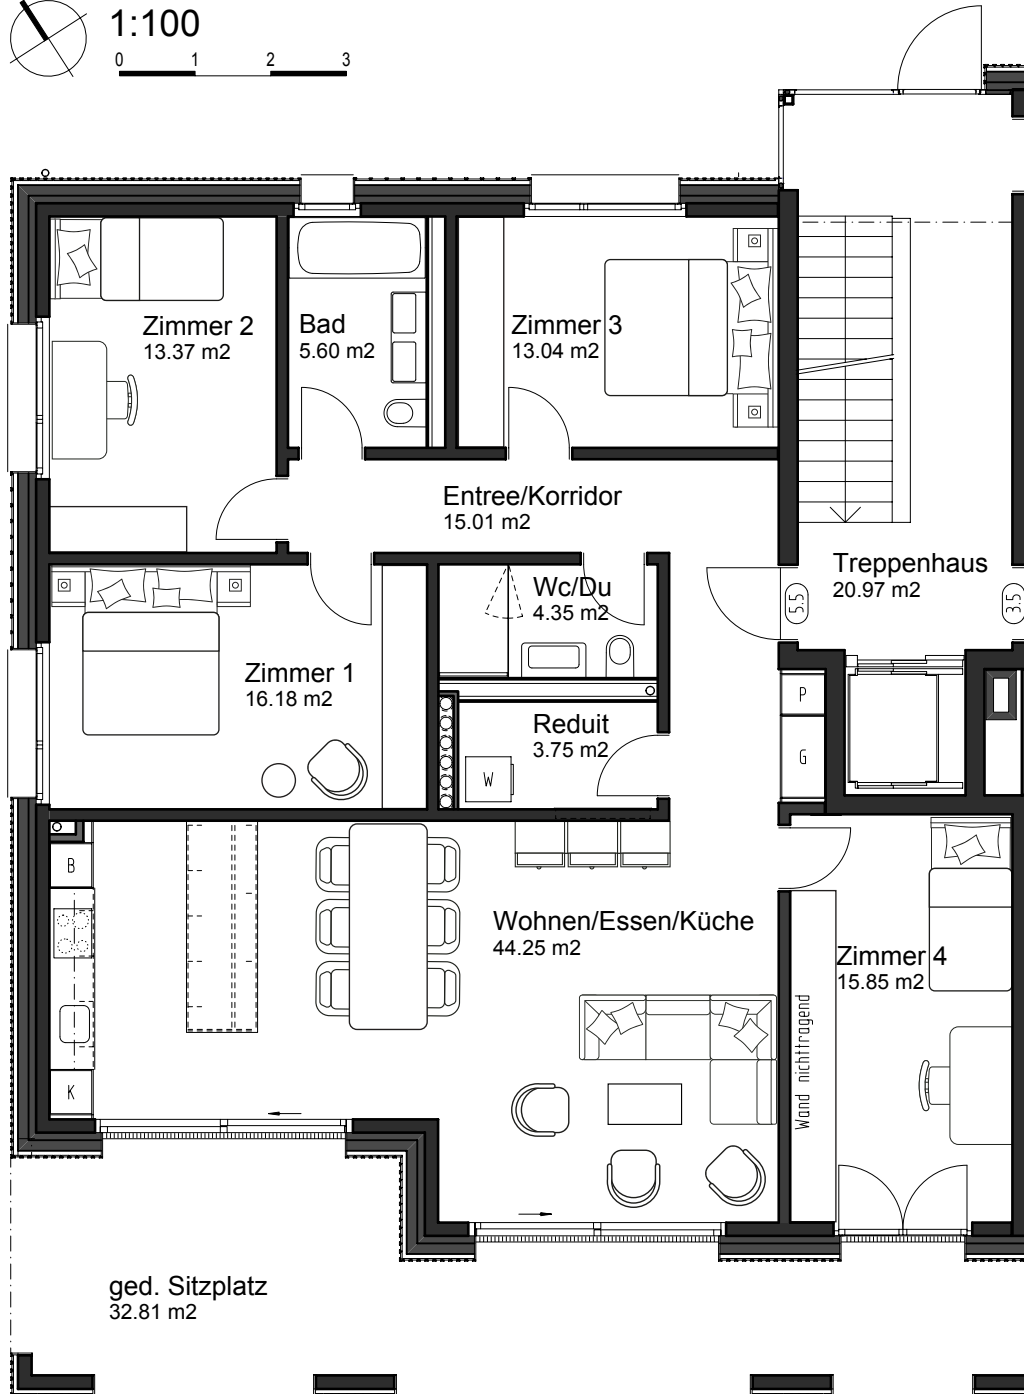 1:100
0 1 2 3
Zimmer 2
13.37 m2
Bad
5.60 m2
Zimmer 3
13.04 m2
Entree/Korridor
15.01 m2
Treppenhaus
20.97 m2
5.5
3.5
Wc/Du
4.35 m2
Zimmer 1
16.18 m2
P
Reduit
3.75 m2
G
W
B
Wohnen/Essen/Küche
44.25 m2
Zimmer 4
15.85 m2
Wand nichttragend
K
ged. Sitzplatz
32.81 m2